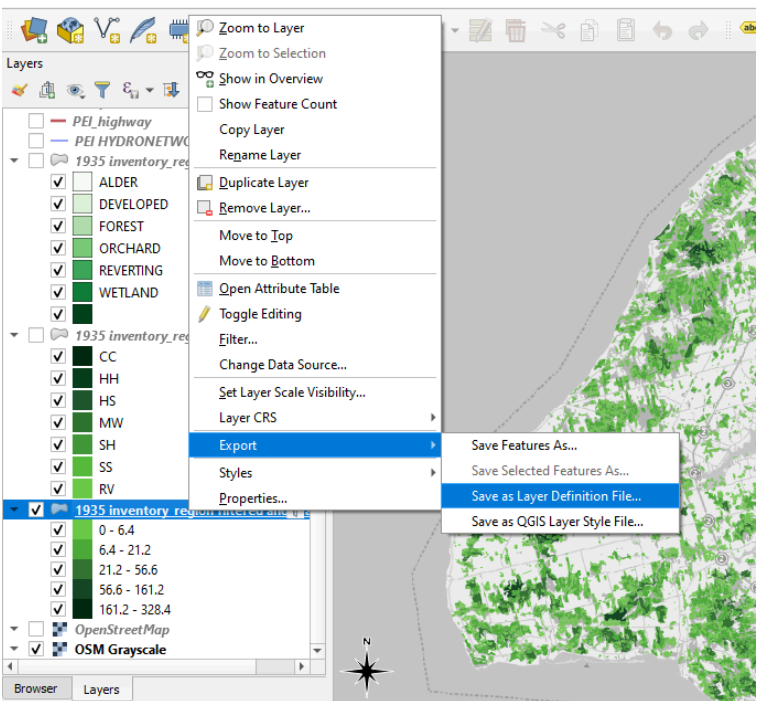 Layers
PEI_highway
PEI HYDRONETWO
1935 inventory_reg
ALDER
DEVELOPED
FOREST
ORCHARD
REVERTING
WETLAND
1935 inventory_reg
CC
HH
HS
MW
SH
SS
RV
1935 inventory_region filtered and
0 - 6.4
6.4 - 21.2
21.2 - 56.6
56.6 - 161.2
161.2 - 328.4
OpenStreetMap
OSM Grayscale
Browser
Layers
Zoom to Layer
Zoom to Selection
Show in Overview
Show Feature Count
Copy Layer
Rename Layer
Duplicate Layer
Remove Layer...
Move to Top
Move to Bottom
Open Attribute Table
Toggle Editing
Filter...
Change Data Source...
Set Layer Scale Visibility...
Layer CRS
Export
Styles
Properties...
Save Features As...
Save Selected Features As...
Save as Layer Definition File...
Save as QGIS Layer Style File...
abc
N
2
2
2